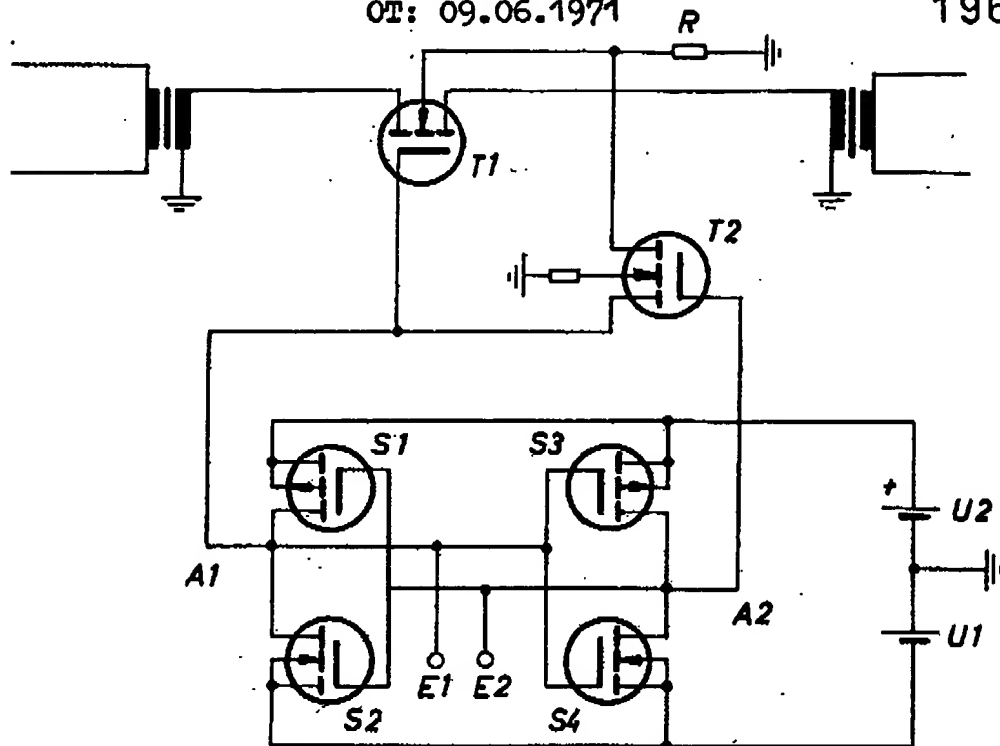 OT: 09.06.1971
196
R
T1
T2
S1
S3
+
U2
A1
A2
U1
E1 E2
S2
S4